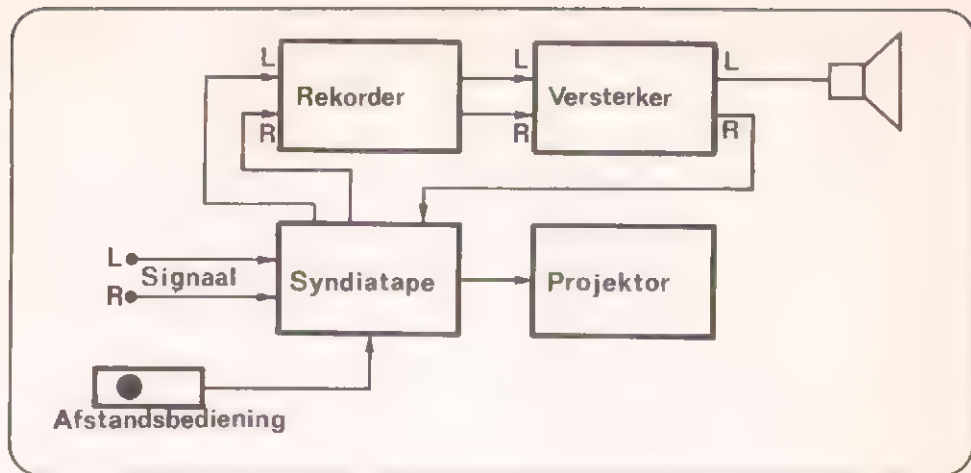 L
R
Rekorder
L
R
Versterker
L
R
L
Signaal
R
Syndiatape
Projektor
Afstandsbediening